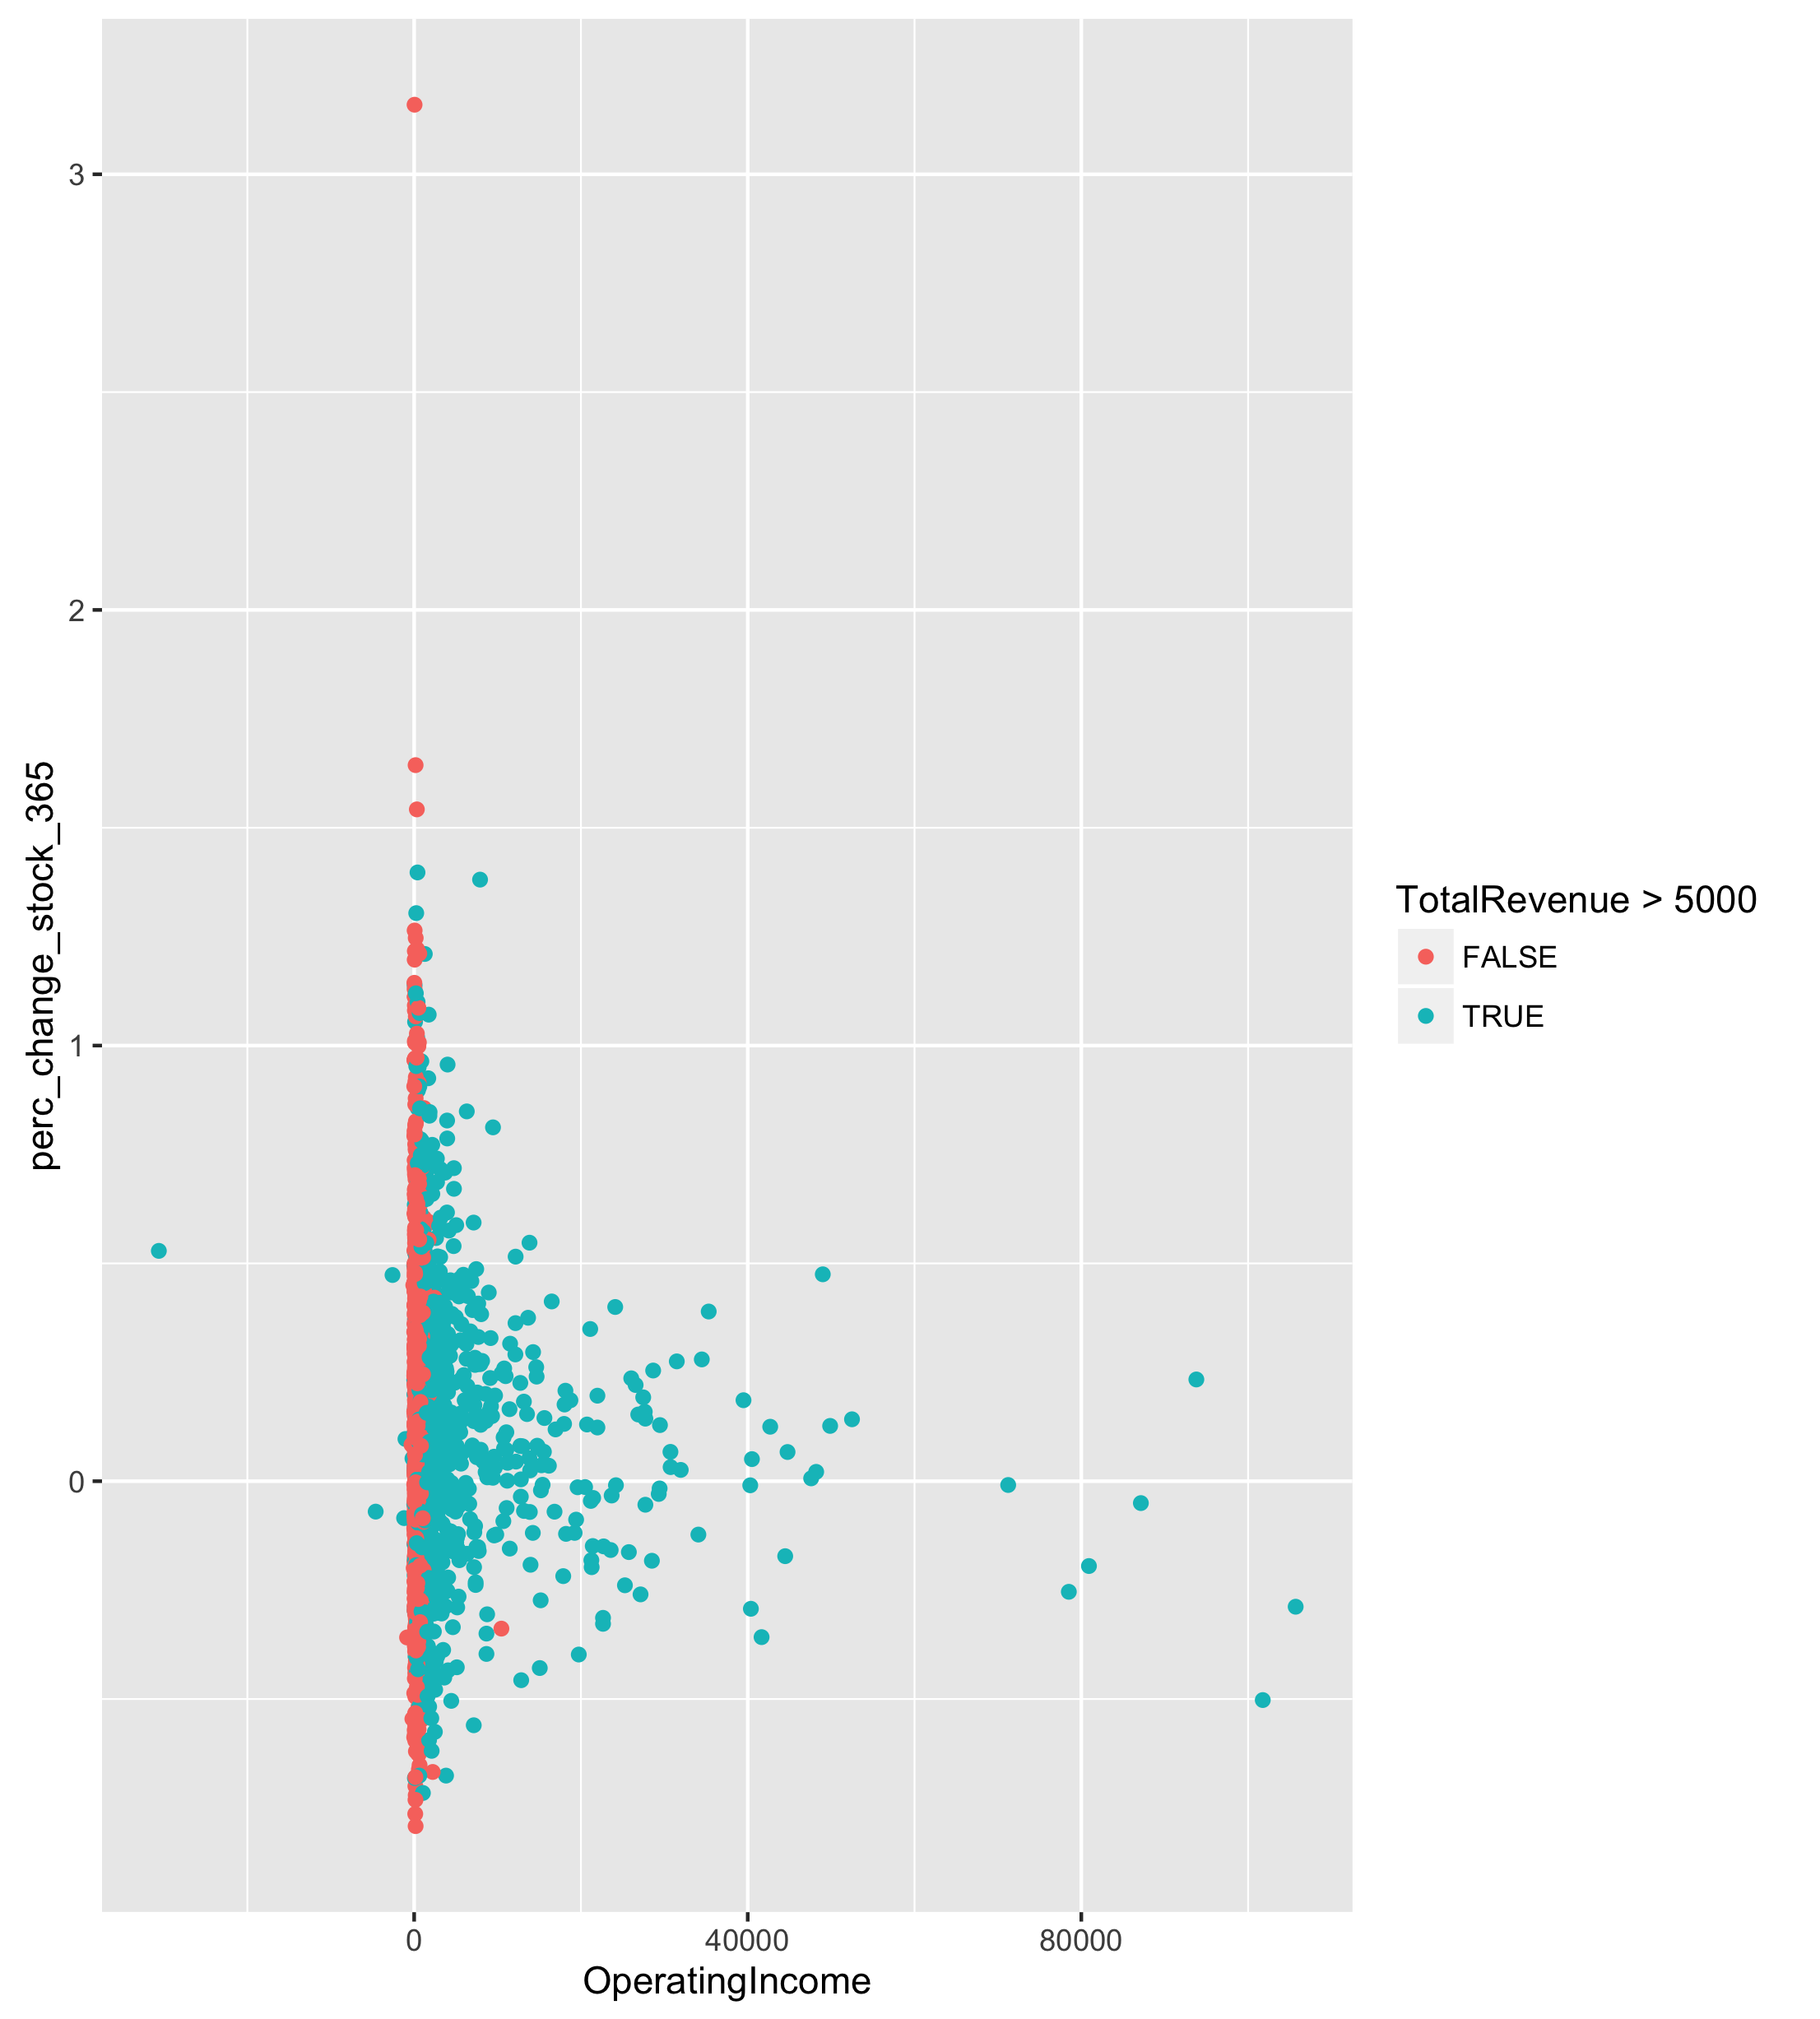 3
2
1
0
perc_change_stock_365
0
40000
80000
OperatingIncome
TotalRevenue > 5000
FALSE
TRUE